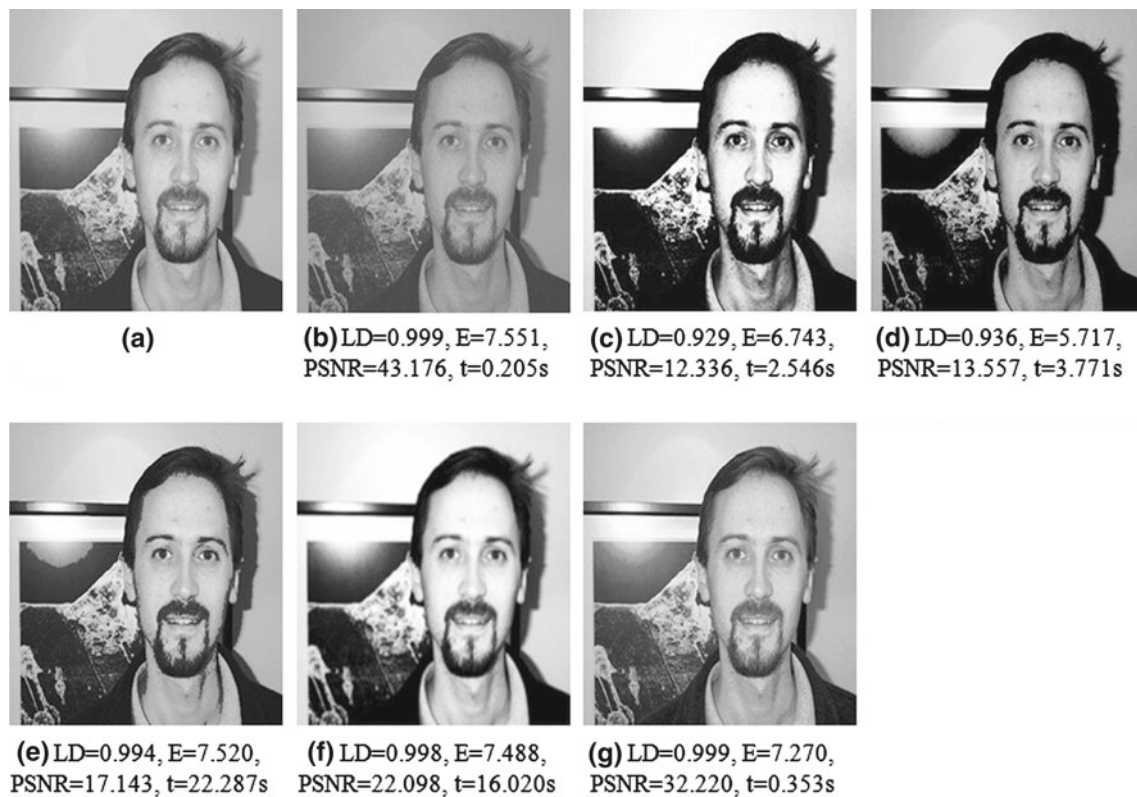 (a)
(b) LD=0.999, E=7.551,
PSNR=43.176, t=0.205s
(c) LD=0.929, E=6.743,
PSNR=12.336, t=2.546s
(d) LD=0.936, E=5.717,
PSNR=13.557, t=3.771s
(e) LD=0.994, E=7.520,
PSNR=17.143, t=22.287s
(f) LD=0.998, E=7.488,
PSNR=22.098, t=16.020s
(g) LD=0.999, E=7.270,
PSNR=32.220, t=0.353s